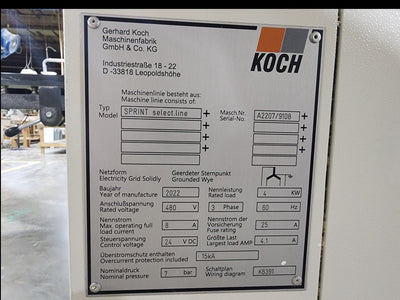 Gerhard Koch
Maschinenfabrik
GmbH & Co. KG
Industriestraße 18 - 22
D -33818 Leopoldshöhe
KOCH
Maschinenlinie besteht aus:
Machine linie consists of:
Typ
Model
SPRINT select.line +
Masch.Nr.
Serial-No.
A2207/9108 +
+ +
+ +
+ +
Netzform
Electricity Grid Solidly
Geerdeter Sternpunkt
Grounded Wye
Baujahr
Year of manufacture
2022
Nennleistung
Rated load
4 KW
Anschlußspannung
Rated voltage
480 V
3 Phase
60 Hz
Nennstrom
Max. operating full
load current
8 A
Nennstrom der
Vorsicherung
Fuse rating
25 A
Steuerspannung
Control voltage
24 V DC
Größte Last
Largest load AMP
4.1 A
Überstromschutz enthalten
Overcurrent protection included
15kA
Nenndruck
Nominal pressure
7 bar
Schaltplan
Wiring diagram
K6391